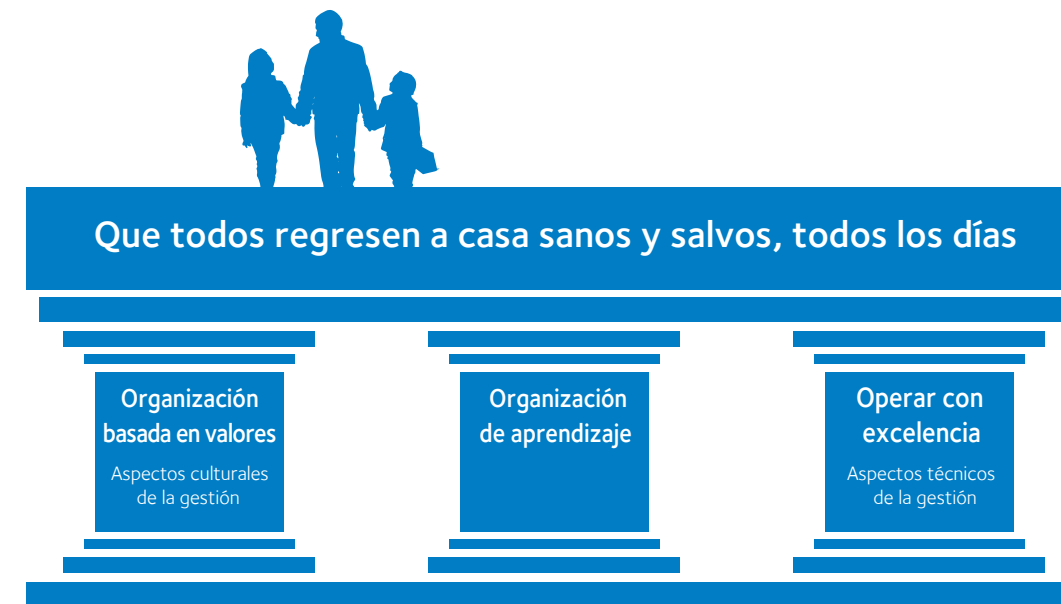 Que todos regresen a casa sanos y salvos, todos los días
Organización
basada en valores
Aspectos culturales
de la gestión
Organización
de aprendizaje
Operar con
excelencia
Aspectos técnicos
de la gestión